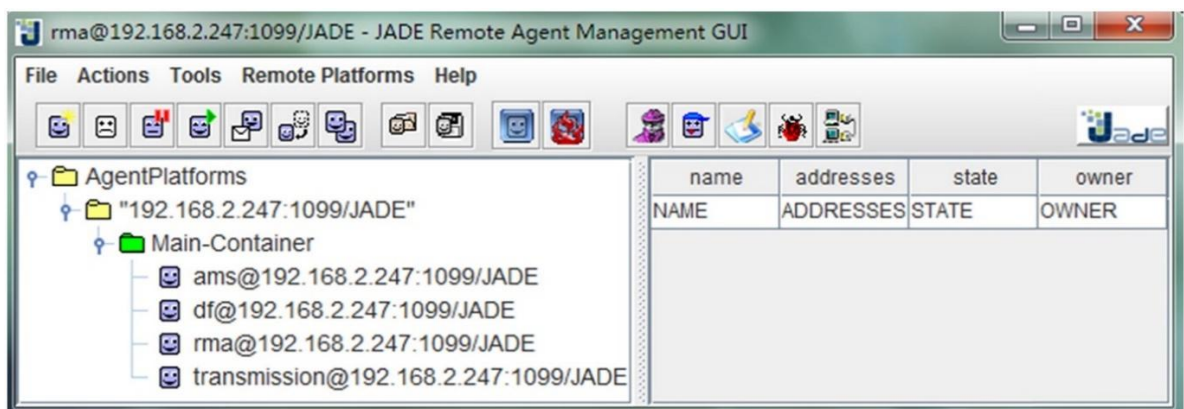 rma@192.168.2.247:1099/JADE - JADE Remote Agent Management GUI
File Actions Tools Remote Platforms Help
Jade
AgentPlatforms
"192.168.2.247:1099/JADE"
Main-Container
ams@192.168.2.247:1099/JADE
df@192.168.2.247:1099/JADE
rma@192.168.2.247:1099/JADE
transmission@192.168.2.247:1099/JADE
name addresses state owner
NAME ADDRESSES STATE OWNER